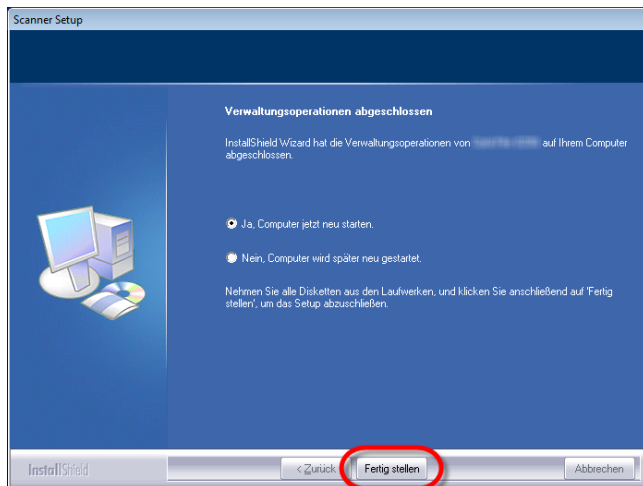 Scanner Setup
Verwaltungsoperationen abgeschlossen
InstallShield Wizard hat die Verwaltungsoperationen von auf Ihrem Computer
abgeschlossen.
Ja, Computer jetzt neu starten.
Nein, Computer wird später neu gestartet.
Nehmen Sie alle Disketten aus den Laufwerken, und klicken Sie anschließend auf 'Fertig
stellen', um das Setup abzuschließen.
InstallShield
< Zurück
Fertig stellen
Abbrechen